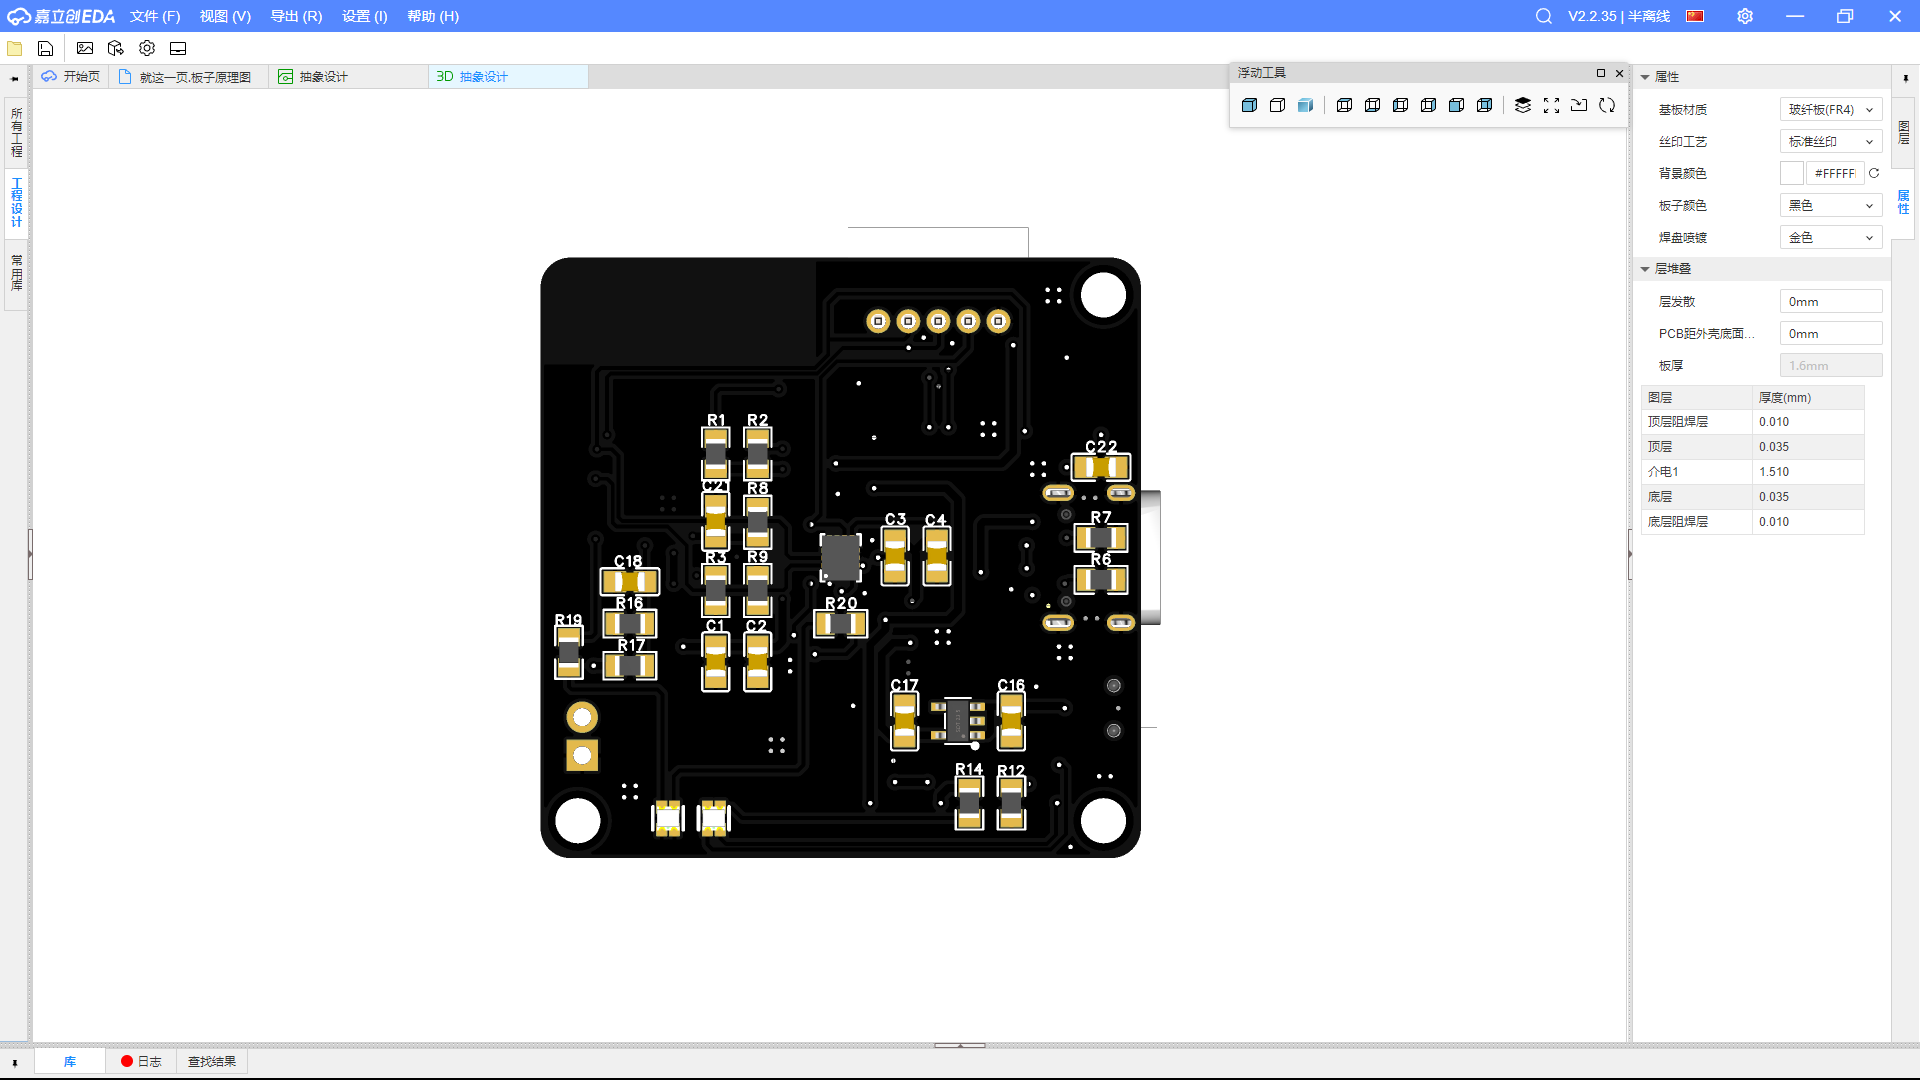 嘉立创EDA 文件 (F) 视图 (V) 导出 (R) 设置 (I) 帮助 (H) V2.2.35 | 半离线
开始页 就这一页.板子原理图 抽象设计 3D 抽象设计
浮动工具
所有工程
工程设计
常用库
R1 R2
C21 R8
C3 C4
R3 R9
C18
R16
R17
R19
C1 C2
R20
C22
R7
R6
C17 C16
R14 R12
属性
基板材质 玻纤板(FR4)
丝印工艺 标准丝印
背景颜色 #FFFFF
板子颜色 黑色
焊盘喷镀 金色
层堆叠
层发散 0mm
PCB距外壳底面... 0mm
板厚 1.6mm
图层 厚度(mm)
顶层阻焊层 0.010
顶层 0.035
介电1 1.510
底层 0.035
底层阻焊层 0.010
图层
属性
库 日志 查找结果